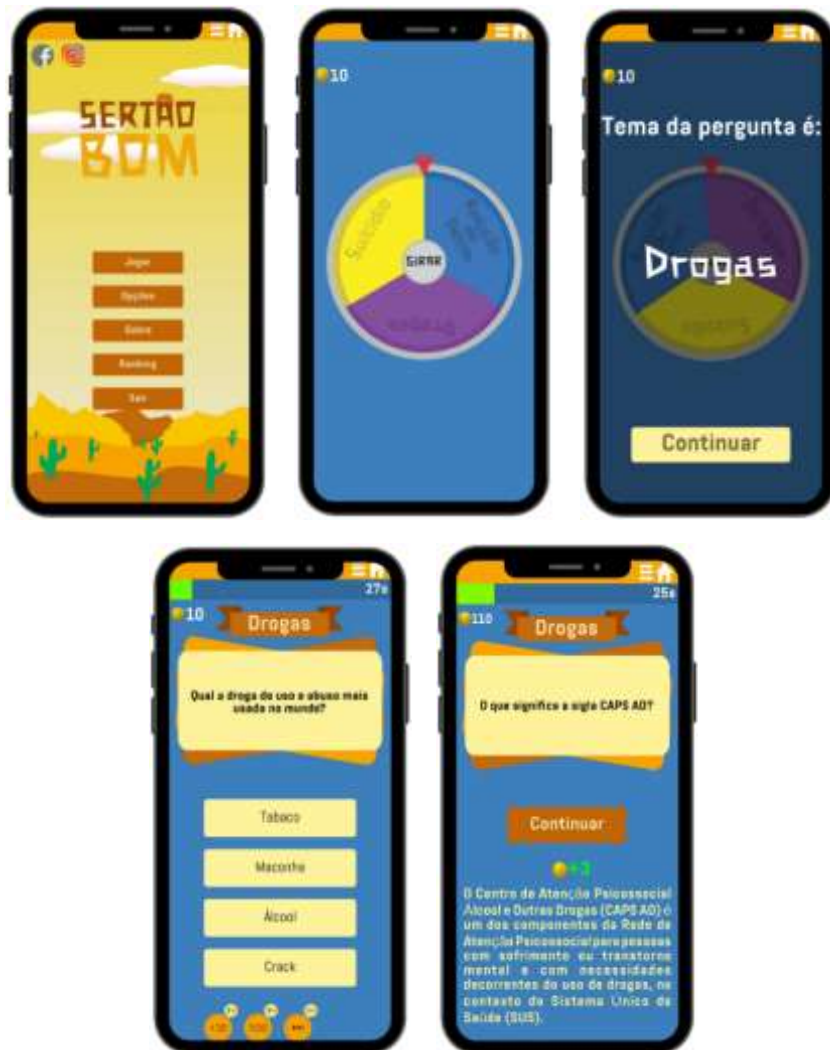 SERTÃO
BOM
Jogar
Opções
Sobre
Ranking
Sair
10
Suicídio
GIRAR
Drogas
10
Tema da pergunta é:
Drogas
Suicídio
Continuar
27s
10
Drogas
Qual a droga de uso e abuso mais
usada no mundo?
Tabaco
Maconha
Álcool
Crack
25s
110
Drogas
O que significa a sigla CAPS AD?
Continuar
+3
O Centro de Atenção Psicossocial
Álcool e Outras Drogas (CAPS AD) é
um dos componentes da Rede de
Atenção Psicossocial para pessoas
com sofrimento ou transtorno
mental e com necessidades
decorrentes do uso de drogas, no
contexto do Sistema Único de
Saúde (SUS).